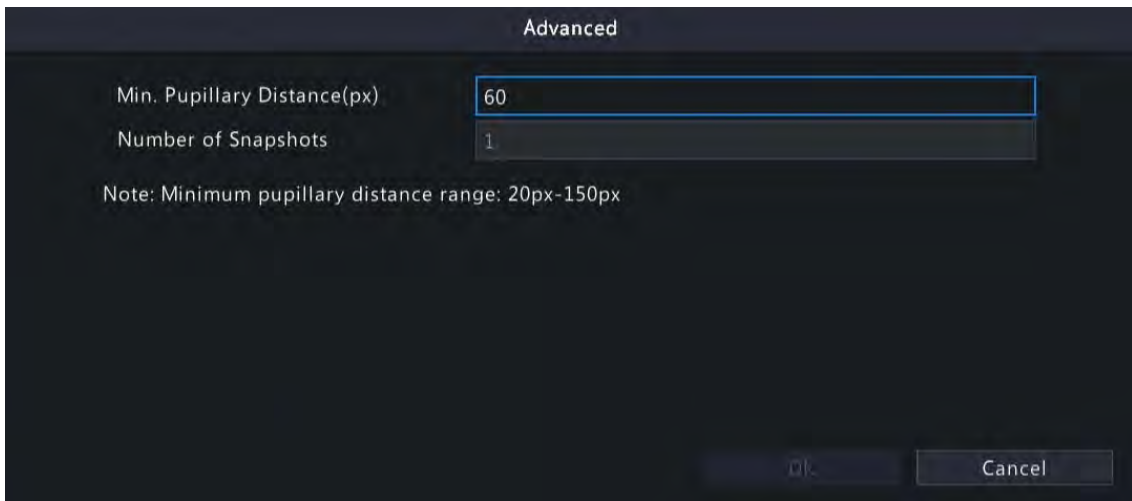 Advanced
Min. Pupillary Distance(px) 60
Number of Snapshots 1
Note: Minimum pupillary distance range: 20px-150px
Ok Cancel